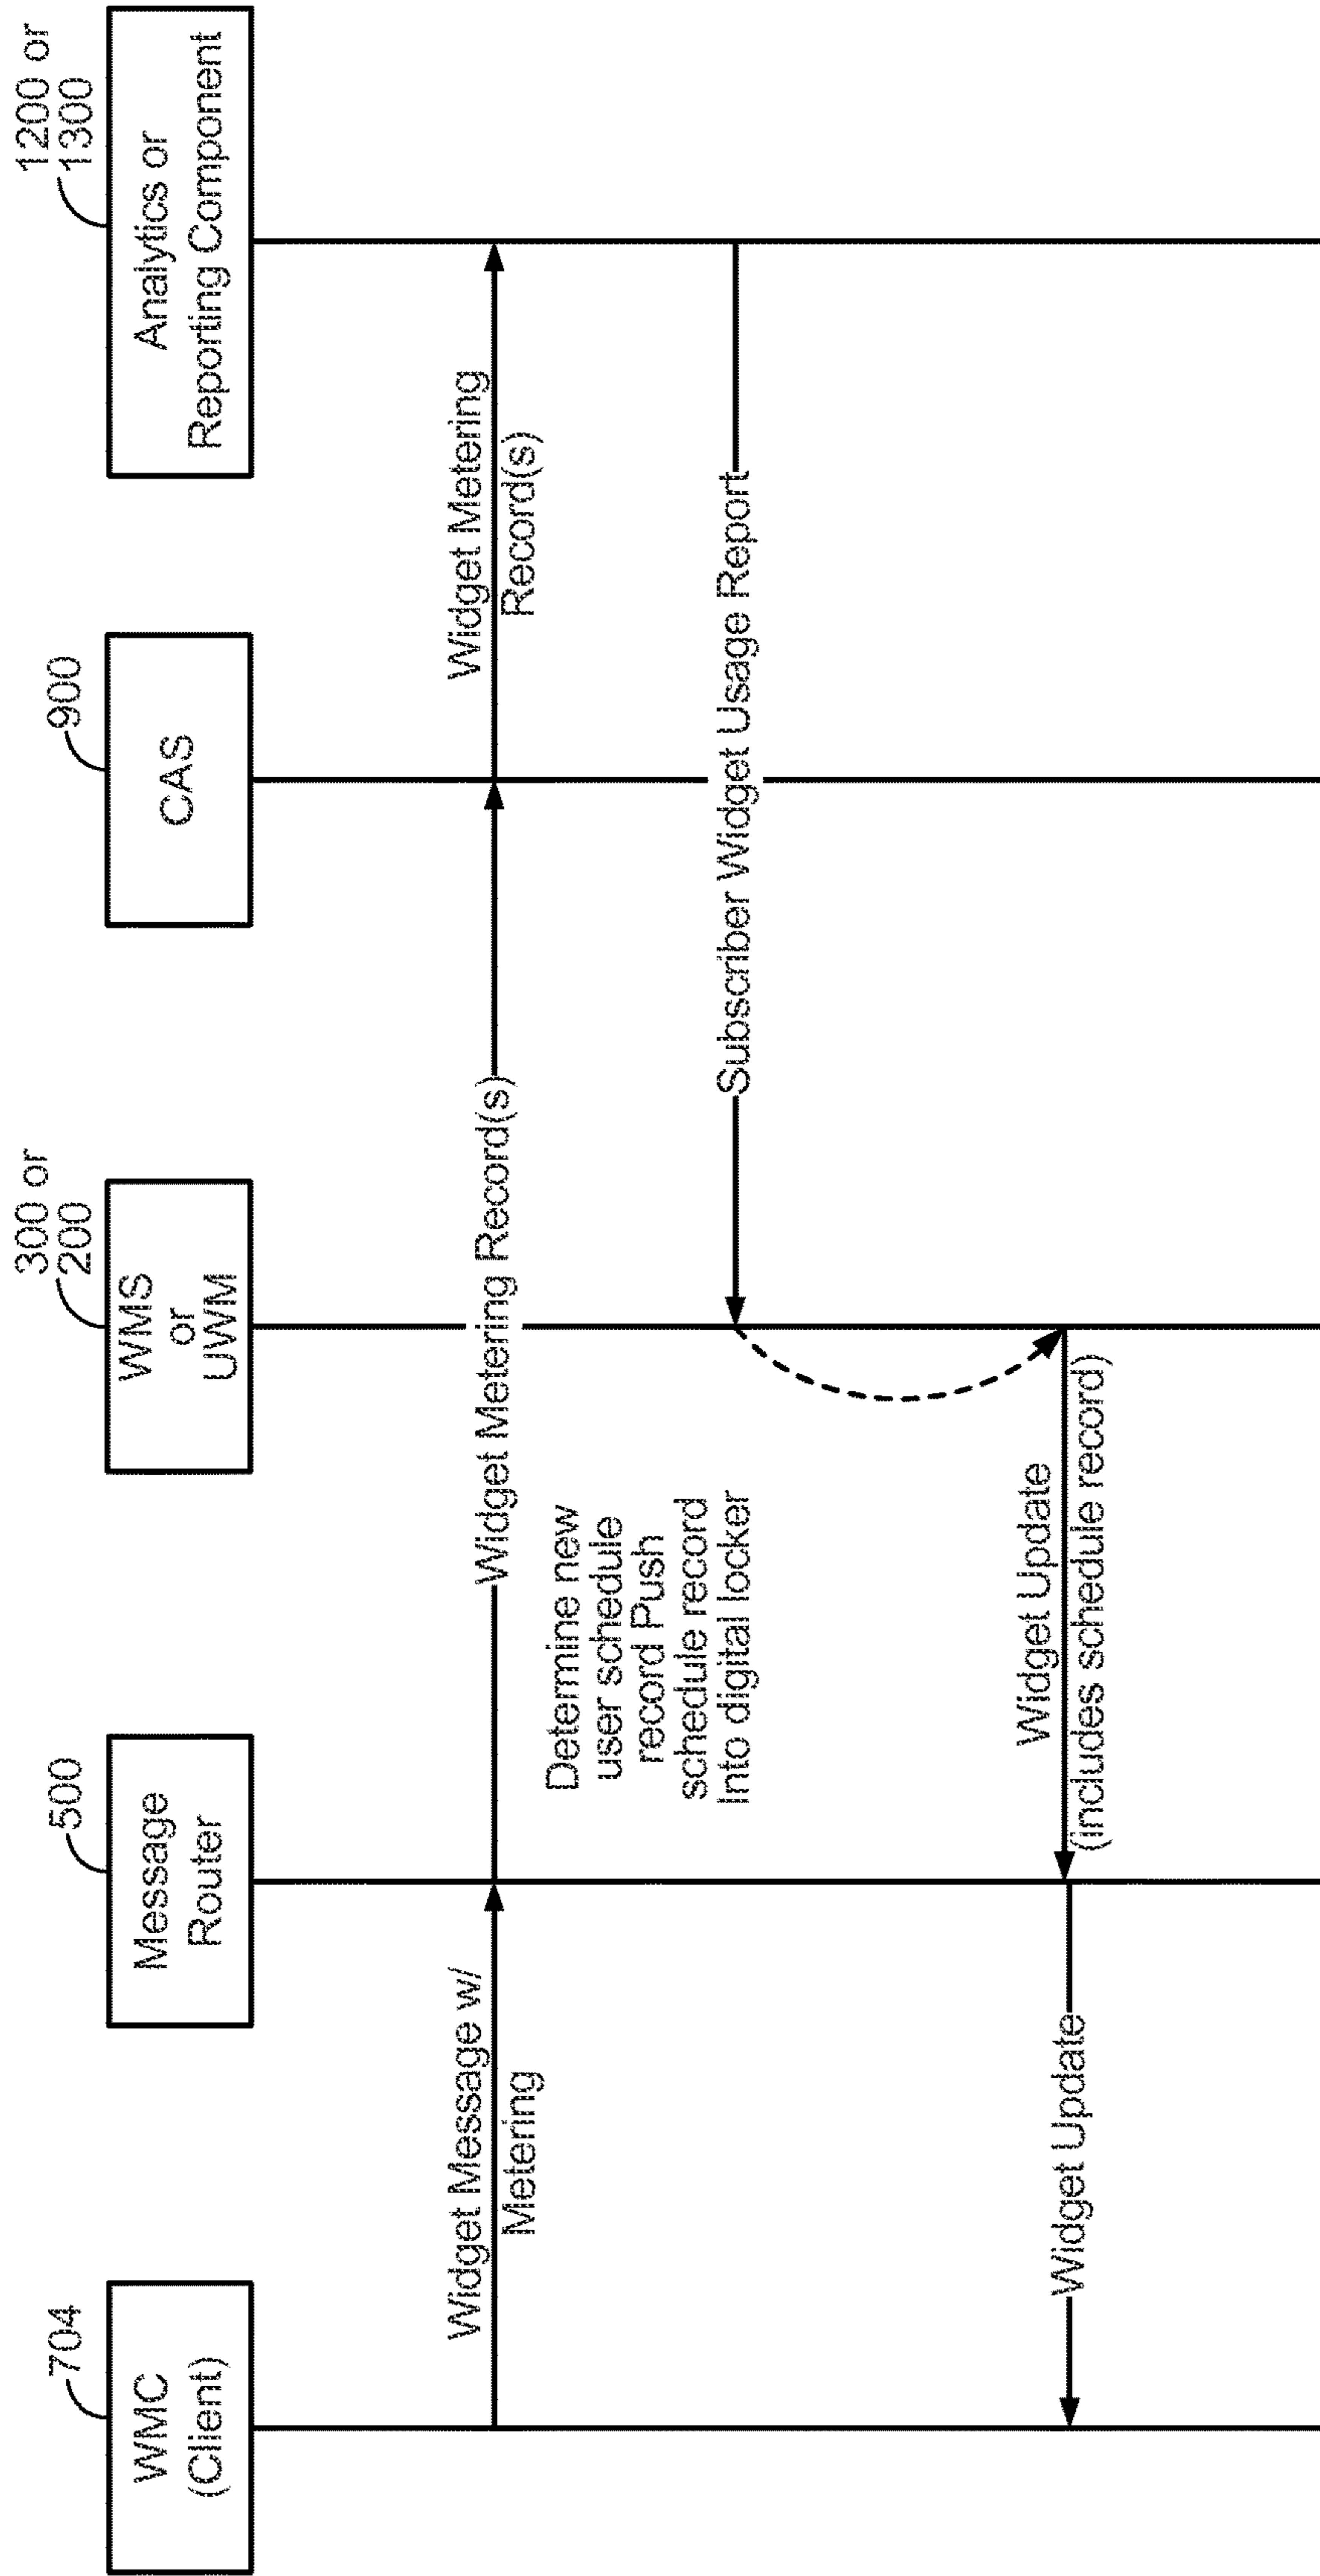 704
WMC
(Client)
500
Message
Router
300 or
200
WMS
or
UWM
900
CAS
1200 or
1300
Analytics or
Reporting Component
Widget Message w/
Metering
Widget Metering Record(s)
Widget Metering
Record(s)
Subscriber Widget Usage Report
Determine new
user schedule
record Push
schedule record
into digital locker
Widget Update
(includes schedule record)
Widget Update